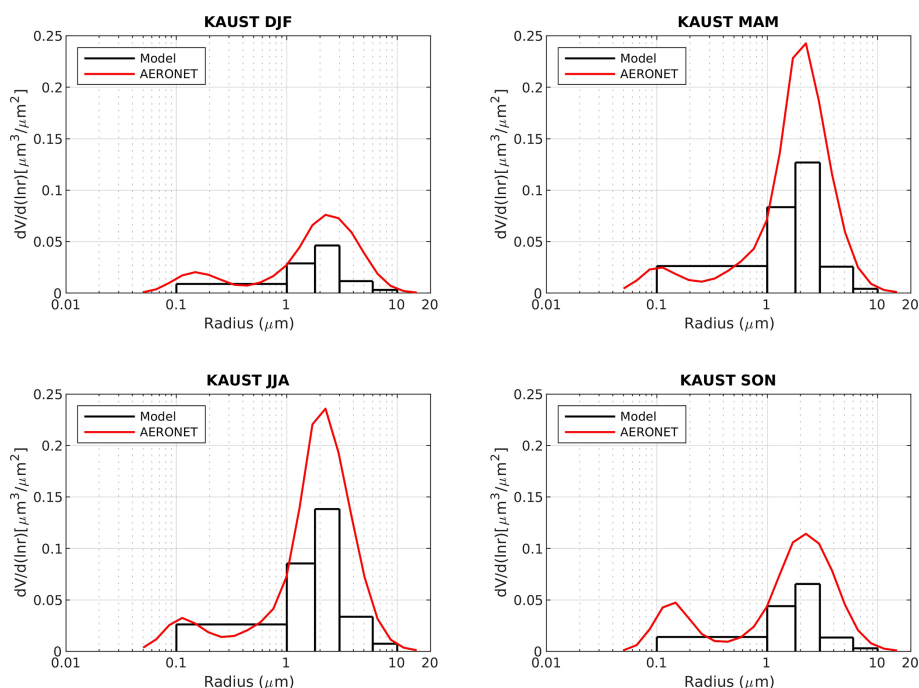 KAUST DJF
0.25
0.2
0.15
0.1
0.05
0
dV/d(lnr)[μm³/μm²]
Model
AERONET
0.01
0.1
1
10
20
Radius (μm)
KAUST MAM
0.25
0.2
0.15
0.1
0.05
0
dV/d(lnr)[μm³/μm²]
Model
AERONET
0.01
0.1
1
10
20
Radius (μm)
KAUST JJA
0.25
0.2
0.15
0.1
0.05
0
dV/d(lnr)[μm³/μm²]
Model
AERONET
0.01
0.1
1
10
20
Radius (μm)
KAUST SON
0.25
0.2
0.15
0.1
0.05
0
dV/d(lnr)[μm³/μm²]
Model
AERONET
0.01
0.1
1
10
20
Radius (μm)